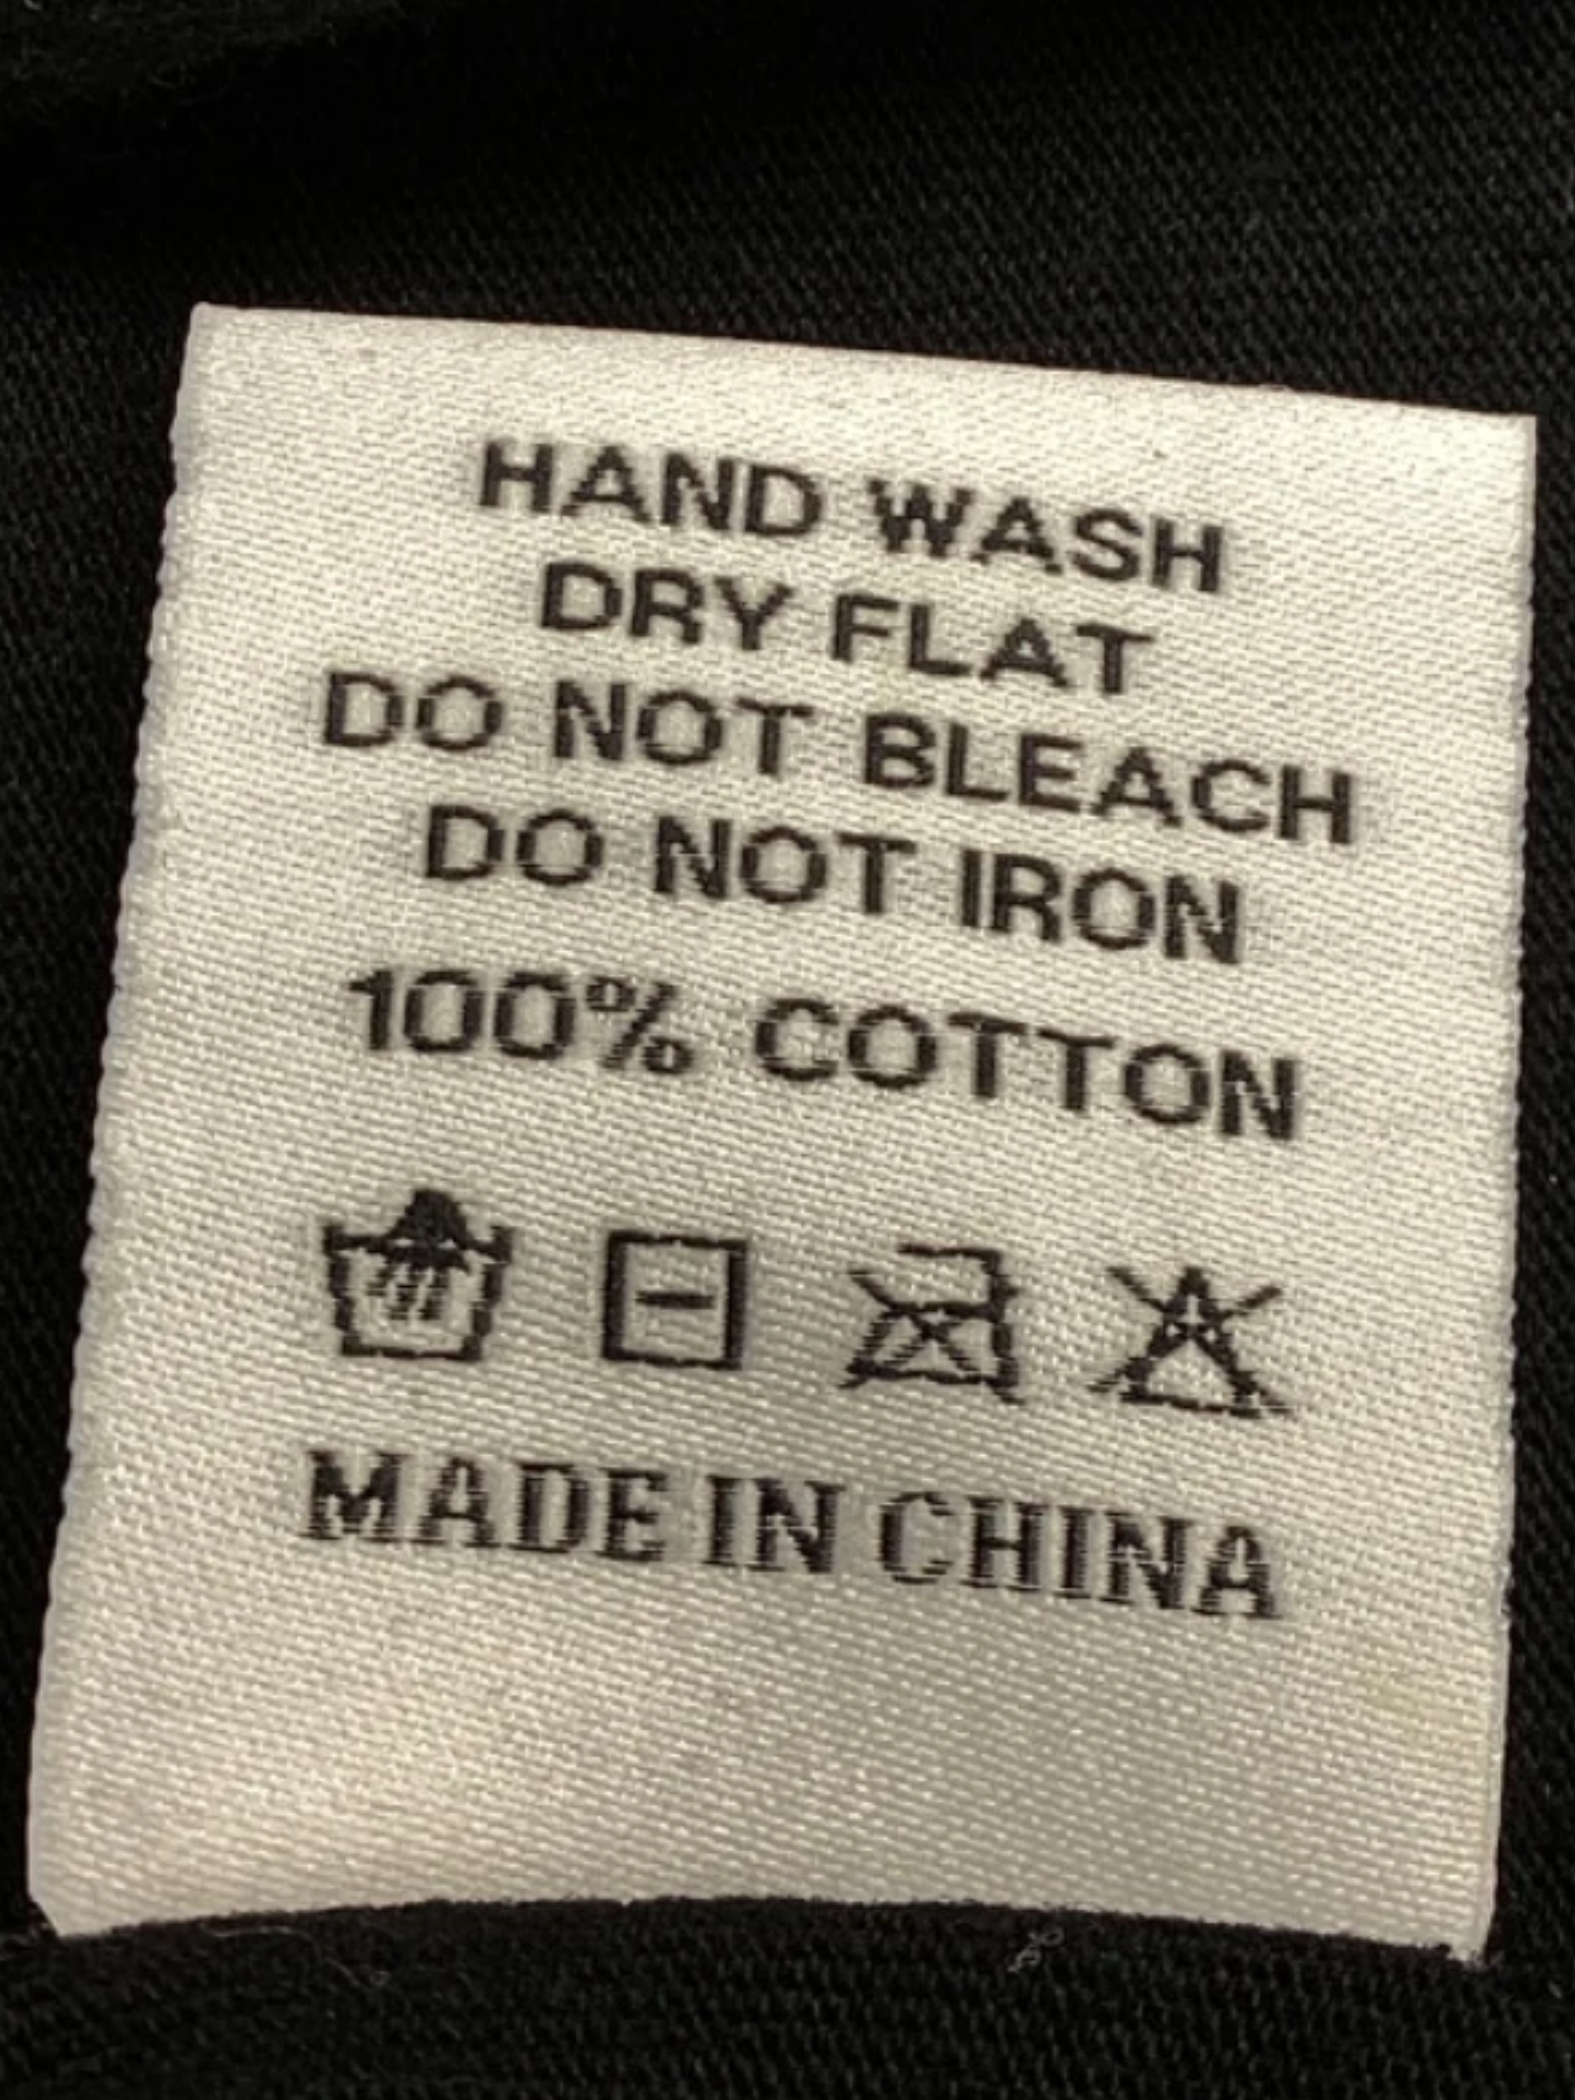 HAND WASH
DRY FLAT
DO NOT BLEACH
DO NOT IRON
100% COTTON
MADE IN CHINA